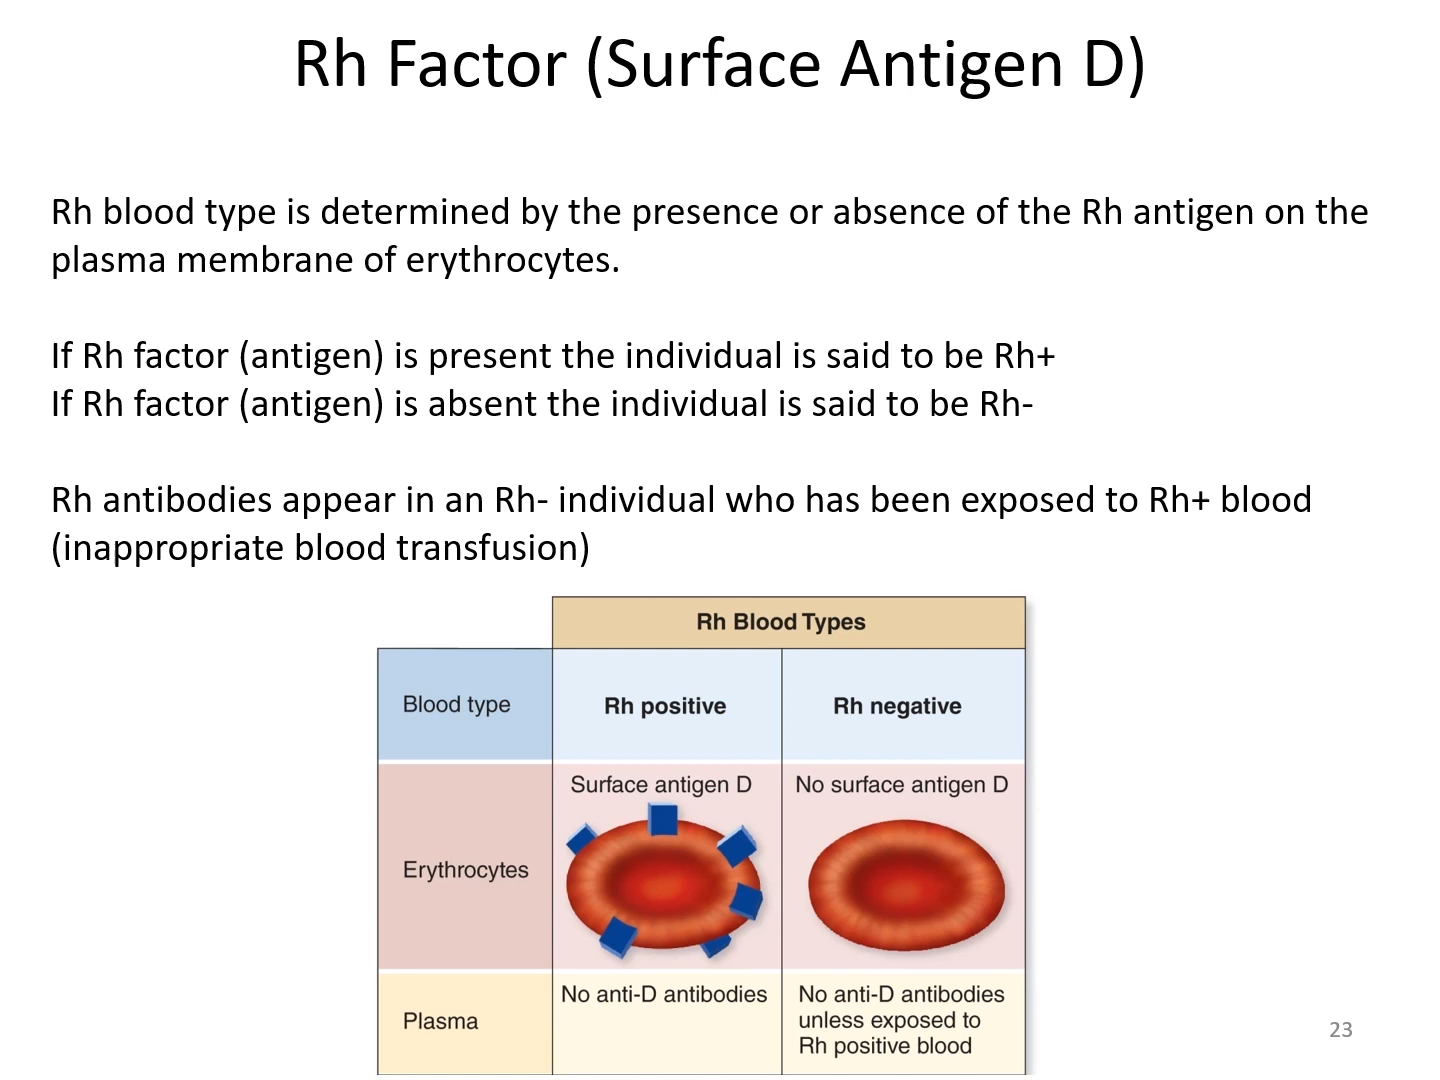 Rh Factor (Surface Antigen D)
Rh blood type is determined by the presence or absence of the Rh antigen on the
plasma membrane of erythrocytes.
If Rh factor (antigen) is present the individual is said to be Rh+
If Rh factor (antigen) is absent the individual is said to be Rh-
Rh antibodies appear in an Rh- individual who has been exposed to Rh+ blood
(inappropriate blood transfusion)
Rh Blood Types
Blood type
Rh positive
Rh negative
Erythrocytes
Surface antigen D
No surface antigen D
Plasma
No anti-D antibodies
No anti-D antibodies
unless exposed to
Rh positive blood
23